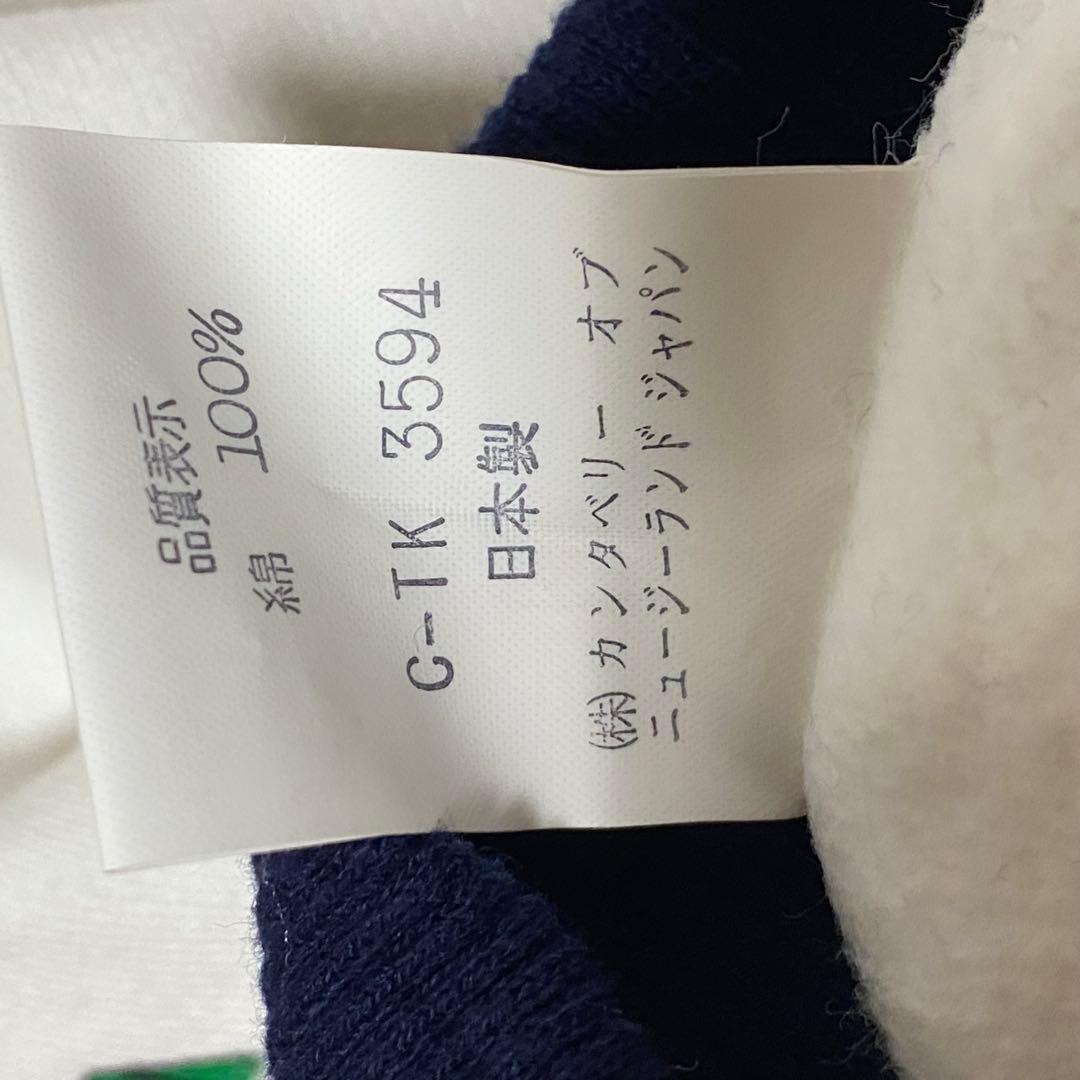 品質表示
綿 100%
C-TK 3594
日本製
㈱カンタベリー オブ
ニュージーランド ジャパン